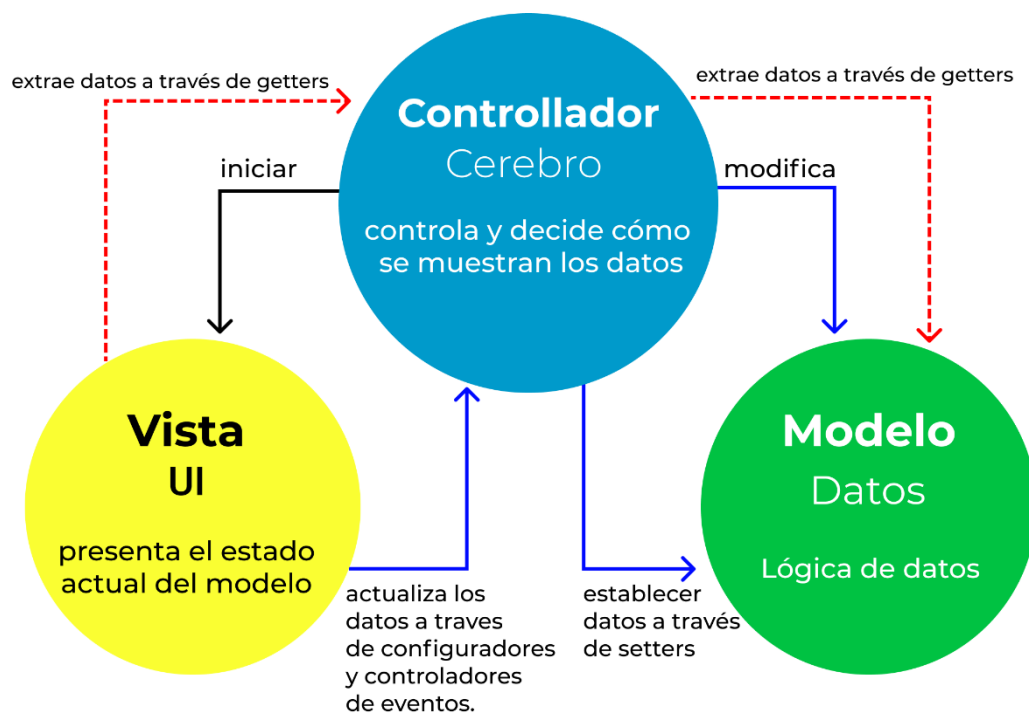 extrae datos a través de getters
extrae datos a través de getters
Controllador
Cerebro
iniciar
modifica
controla y decide cómo
se muestran los datos
Vista
UI
presenta el estado
actual del modelo
Modelo
Datos
Lógica de datos
actualiza los
datos a traves
de configuradores
y controladores
de eventos.
establecer
datos a través
de setters